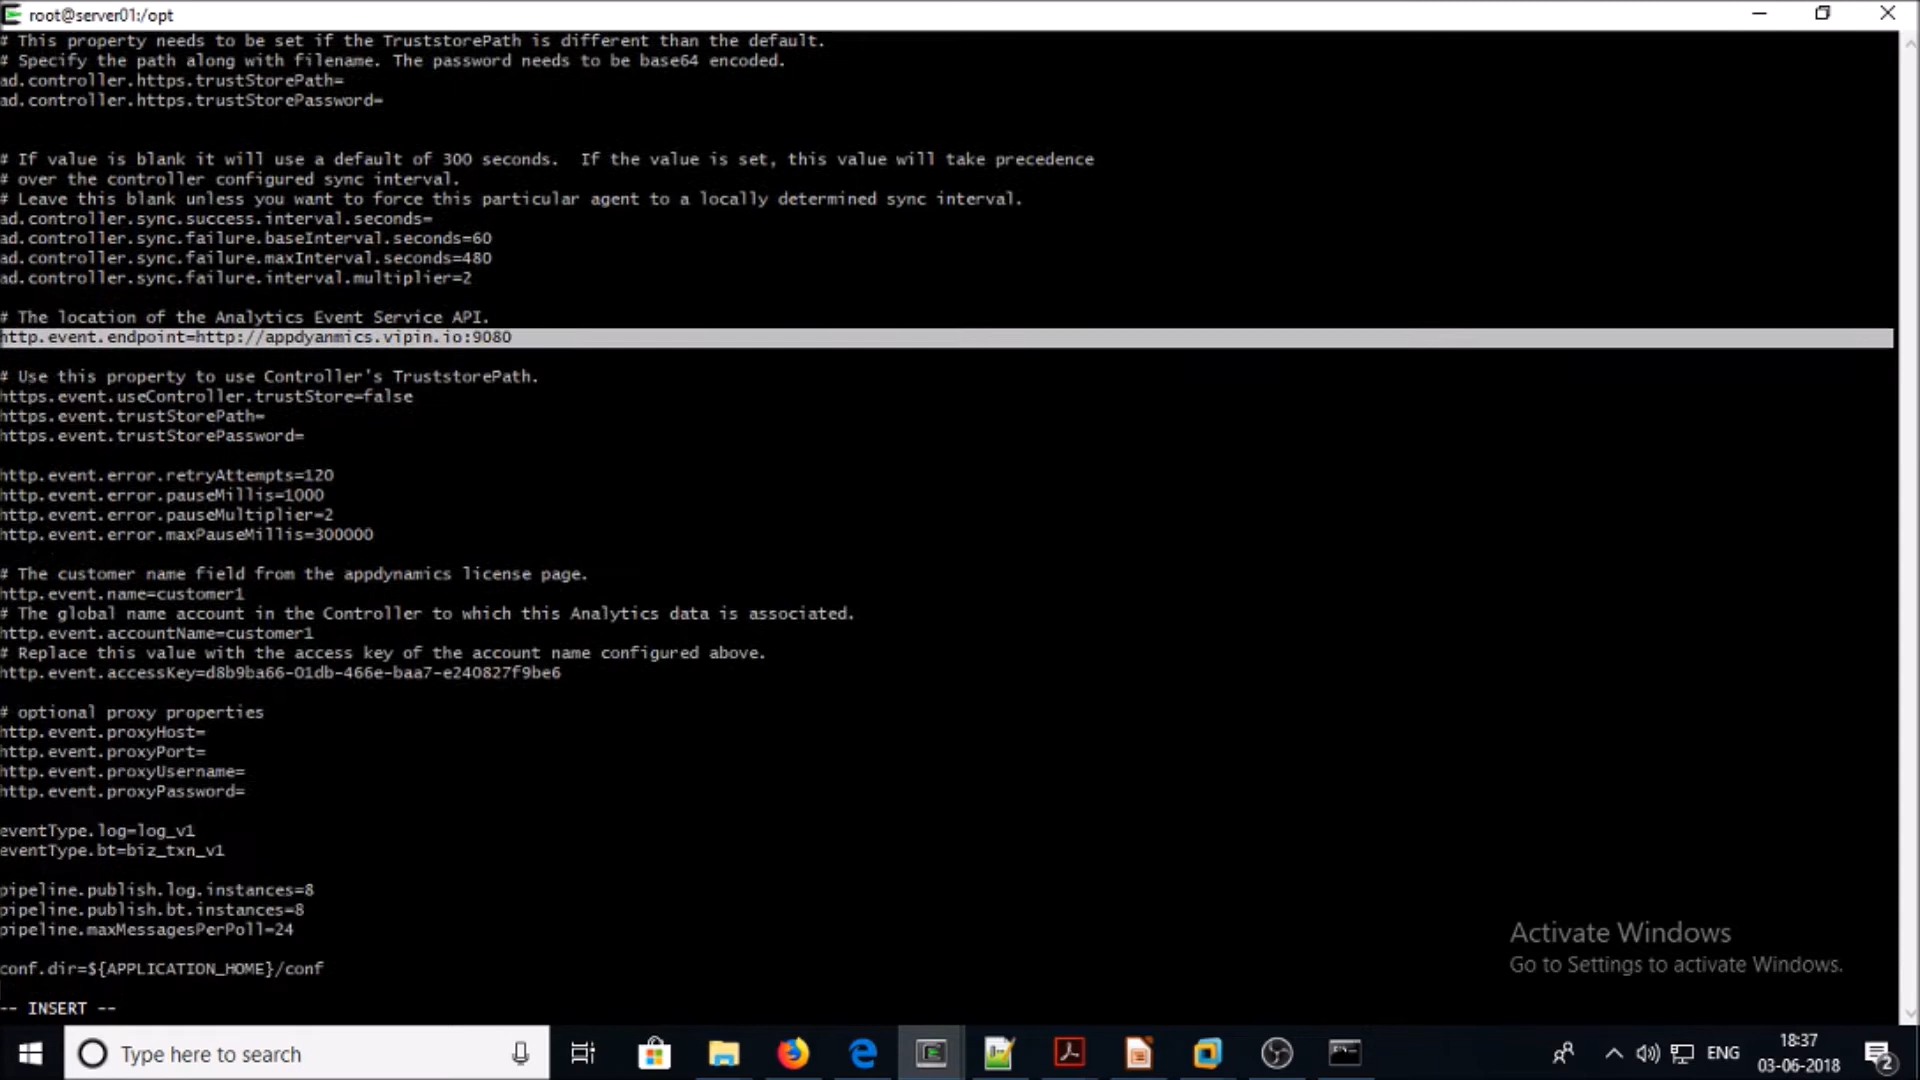 root@server01:/opt
# This property needs to be set if the TruststorePath is different than the default.
# Specify the path along with filename. The password needs to be base64 encoded.
ad.controller.https.trustStorePath=
ad.controller.https.trustStorePassword=
# If value is blank it will use a default of 300 seconds.  If the value is set, this value will take precedence
# over the controller configured sync interval.
# Leave this blank unless you want to force this particular agent to a locally determined sync interval.
ad.controller.sync.success.interval.seconds=
ad.controller.sync.failure.baseInterval.seconds=60
ad.controller.sync.failure.maxInterval.seconds=480
ad.controller.sync.failure.interval.multiplier=2
# The location of the Analytics Event Service API.
http.event.endpoint=http://appdyanmics.vipin.io:9080
# Use this property to use Controller's TruststorePath.
https.event.useController.trustStore=false
https.event.trustStorePath=
https.event.trustStorePassword=
http.event.error.retryAttempts=120
http.event.error.pauseMillis=1000
http.event.error.pauseMultiplier=2
http.event.error.maxPauseMillis=300000
# The customer name field from the appdynamics license page.
http.event.name=customer1
# The global name account in the Controller to which this Analytics data is associated.
http.event.accountName=customer1
# Replace this value with the access key of the account name configured above.
http.event.accessKey=d8b9ba66-01db-466e-baa7-e240827f9be6
# optional proxy properties
http.event.proxyHost=
http.event.proxyPort=
http.event.proxyUsername=
http.event.proxyPassword=
eventType.log=log_v1
eventType.bt=biz_txn_v1
pipeline.publish.log.instances=8
pipeline.publish.bt.instances=8
pipeline.maxMessagesPerPoll=24
conf.dir=${APPLICATION_HOME}/conf
-- INSERT --
Activate Windows
Go to Settings to activate Windows.
Type here to search
ENG
18:37
03-06-2018
2